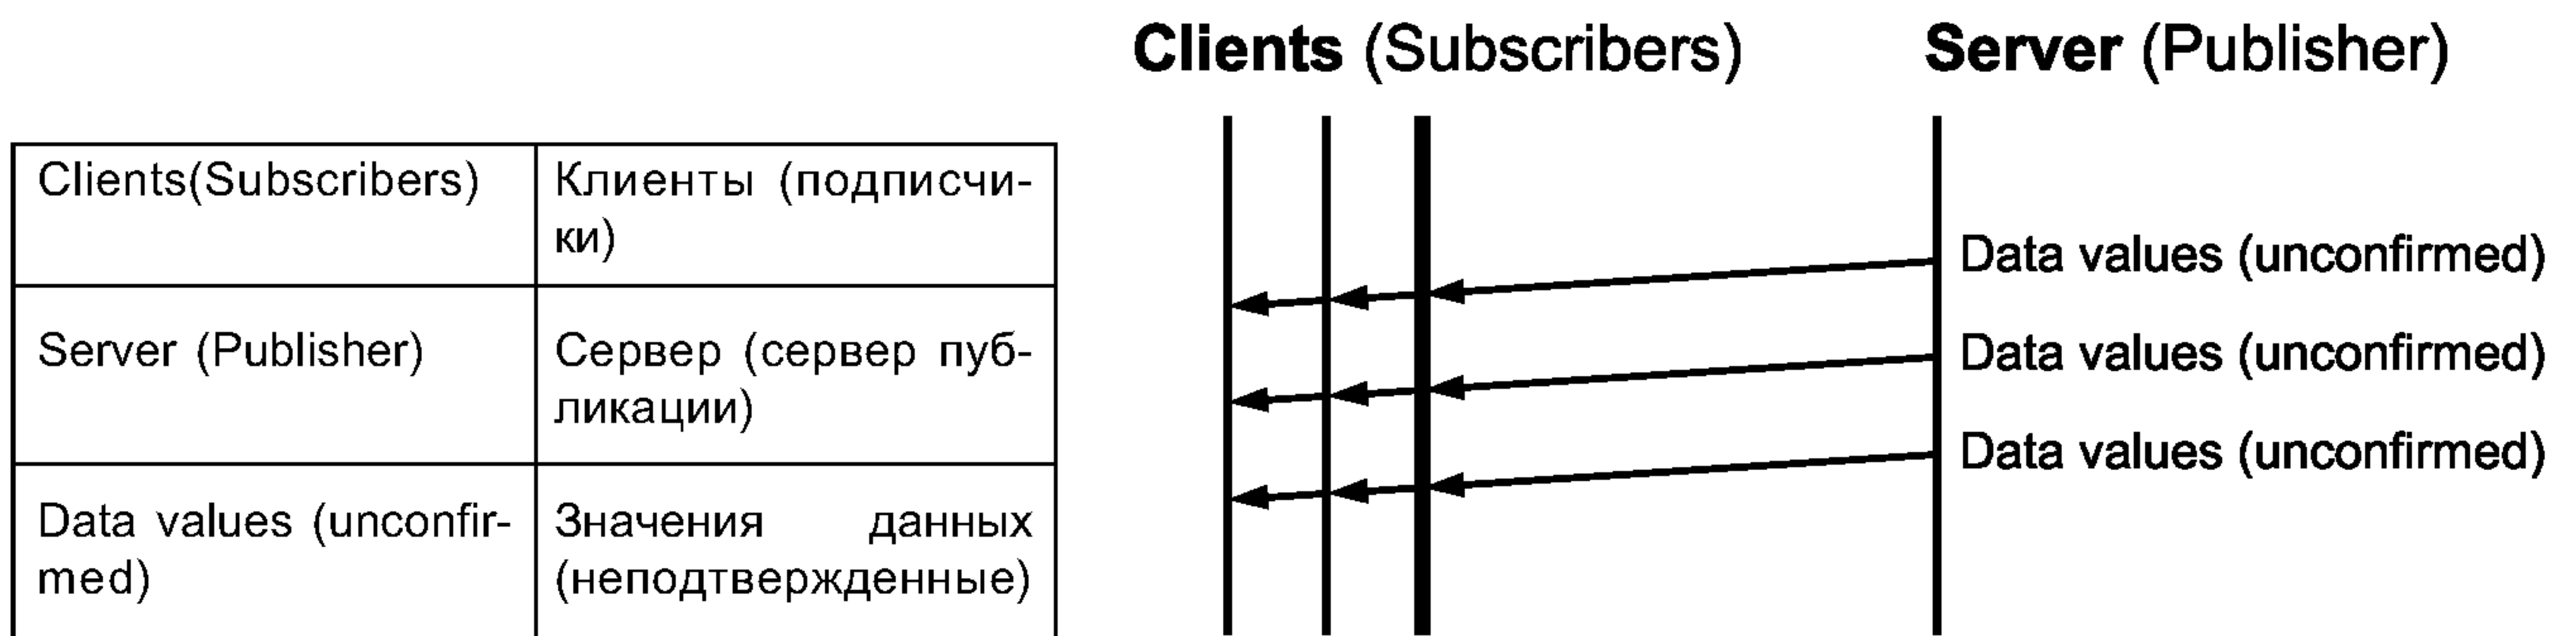 Clients (Subscribers)
Server (Publisher)
Clients(Subscribers)
Клиенты (подписчи-
ки)
Server (Publisher)
Сервер (сервер пуб-
ликации)
Data values (unconfir-
med)
Значения данных
(неподтвержденные)
Data values (unconfirmed)
Data values (unconfirmed)
Data values (unconfirmed)